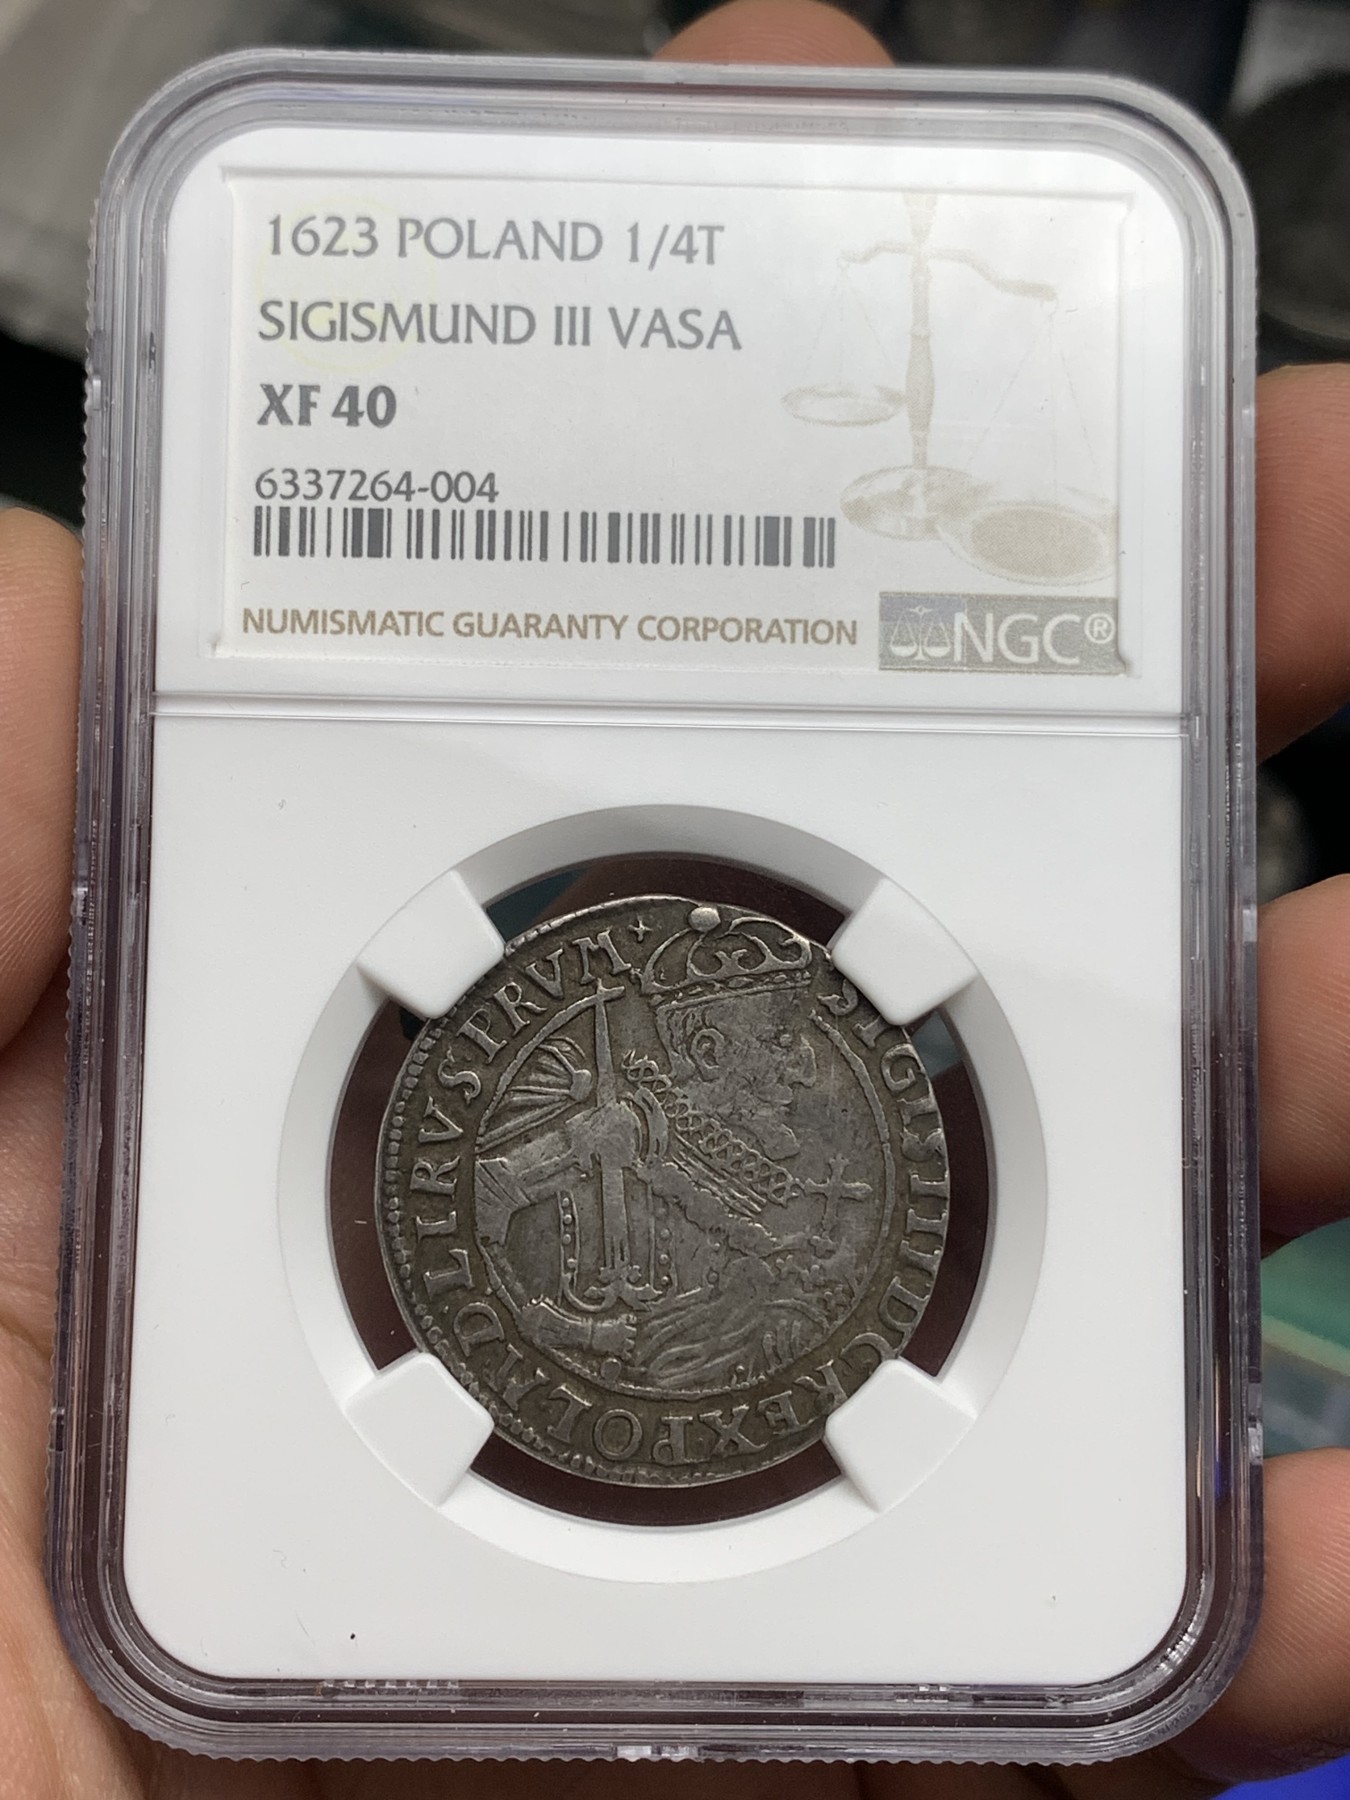 1623 POLAND 1/4T
SIGISMUND III VASA
XF 40
6337264-004
NUMISMATIC GUARANTY CORPORATION
NGC®
SIGIS III D G REX POL M D LI RVS PRVM